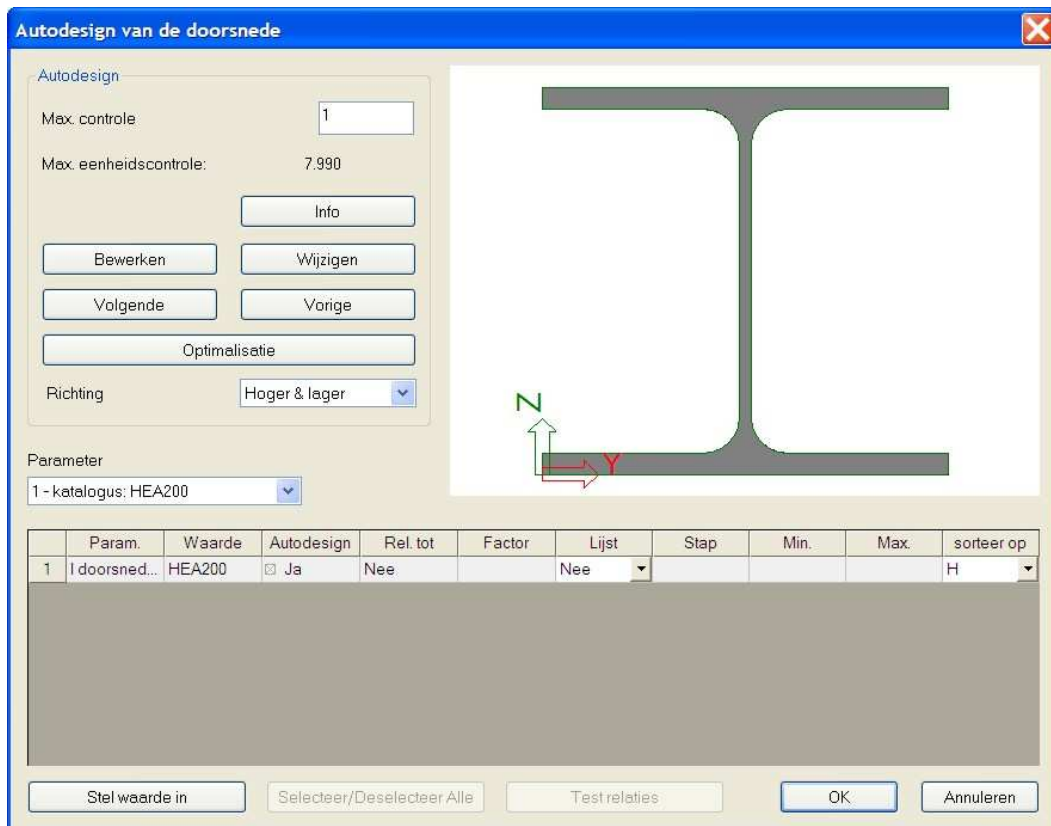 Autodesign van de doorsnede
Autodesign
Max. controle
1
Max. eenheidscontrole:
7.990
Info
Bewerken
Wijzigen
Volgende
Vorige
Optimalisatie
Richting
Hoger & lager
Z
Y
Parameter
1 - katalogus: HEA200
Param. Waarde Autodesign Rel. tot Factor Lijst Stap Min. Max. sorteer op
1 I doorsned... HEA200 Ja Nee Nee H
Stel waarde in
Selecteer/Deselecteer Alle
Test relaties
OK
Annuleren